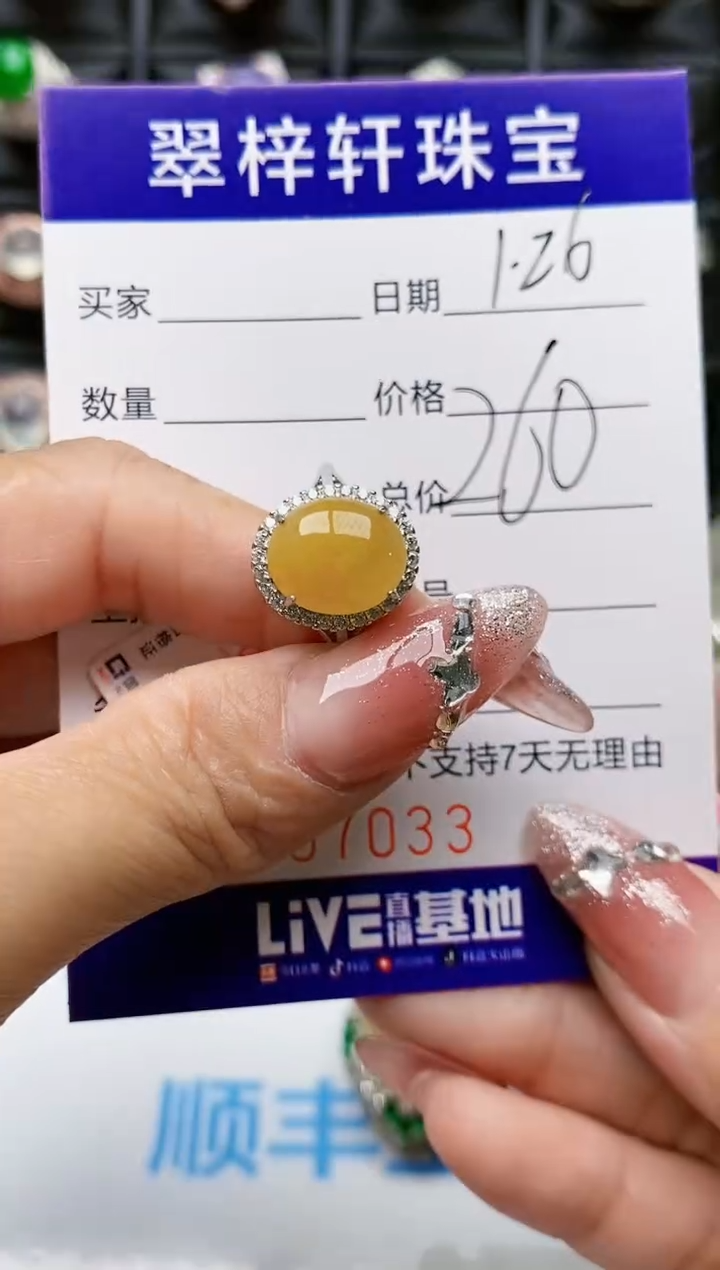 翠梓轩珠宝
买家 日期 1.26
数量 价格 260
总价
号
支持7天无理由
7033
LiVE直播基地
顺丰